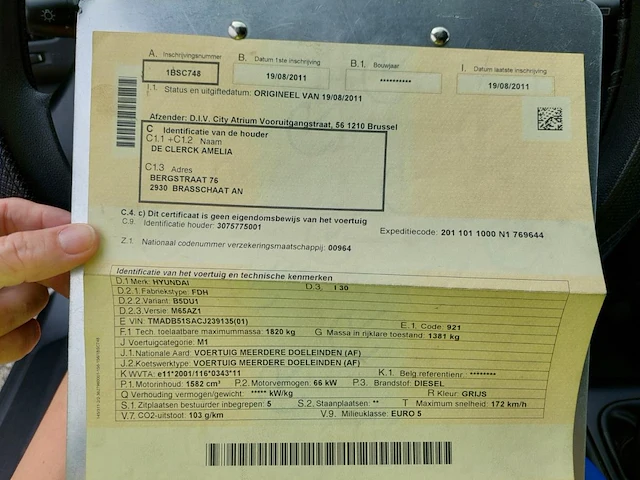 A. Inschrijvingsnummer B. Datum 1ste inschrijving B.1. Bouwjaar I. Datum laatste inschrijving
1BSC748 19/08/2011 ********** 19/08/2011
I.1. Status en uitgiftedatum: ORIGINEEL VAN 19/08/2011
Afzender: D.I.V. City Atrium Vooruitgangstraat, 56 1210 Brussel
C Identificatie van de houder
C1.1 +C1.2 Naam
DE CLERCK AMELIA
C1.3 Adres
BERGSTRAAT 76
2930 BRASSCHAAT AN
C.4. c) Dit certificaat is geen eigendomsbewijs van het voertuig
C.9. Identificatie houder: 3075775001 Expeditiecode: 201 101 1000 N1 769644
Z.1. Nationaal codenummer verzekeringsmaatschappij: 00964
Identificatie van het voertuig en technische kenmerken
D.1 Merk: HYUNDAI D.3. I 30
D.2.1. Fabriekstype: FDH
D.2.2. Variant: B5DU1
D.2.3. Versie: M65AZ1
E VIN: TMADB51SACJ239135(01) E.1. Code: 921
F.1 Tech. toelaatbare maximummassa: 1820 kg G Massa in rijklare toestand: 1381 kg
J Voertuigcategorie: M1
J.1. Nationale Aard: VOERTUIG MEERDERE DOELEINDEN (AF)
J.2. Koetswerktype: VOERTUIG MEERDERE DOELEINDEN (AF)
K WVTA: e11*2001/116*0343*11 K.1. Belg referentienr. ********
P.1. Motorinhoud: 1582 cm³ P.2. Motorvermogen: 66 kW P.3. Brandstof: DIESEL
Q Verhouding vermogen/gewicht: ***** kW/kg R Kleur: GRIJS
S.1. Zitplaatsen bestuurder inbegrepen: 5 S.2. Staanplaatsen: ** T Maximum snelheid: 172 km/h
V.7. CO2-uitstoot: 103 g/km V.9. Milieuklasse: EURO 5